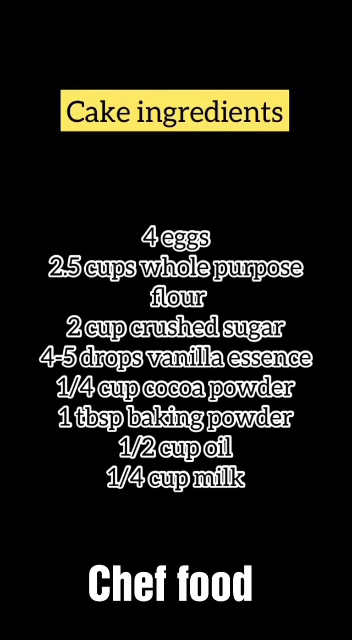 Cake ingredients
4 eggs
2.5 cups whole purpose
flour
2 cup crushed sugar
4-5 drops vanilla essence
1/4 cup cocoa powder
1 tbsp baking powder
1/2 cup oil
1/4 cup milk
Chef food